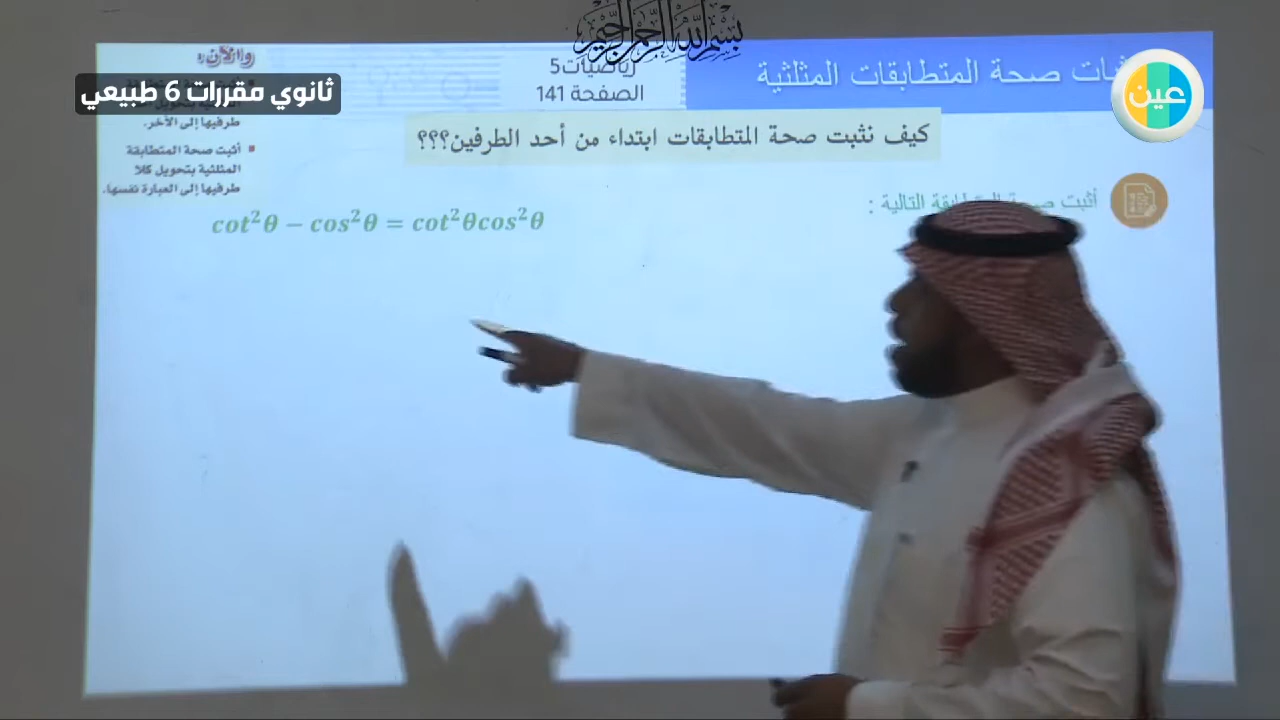 بسم الله الرحمن الرحيم
صحة المتطابقات المثلثية
رياضيات5
الصفحة 141
والآن:
ثانوي مقررات 6 طبيعي
عين
طرفيها إلى الآخر.
كيف نثبت صحة المتطابقات ابتداء من أحد الطرفين؟؟؟
أثبت صحة المتطابقة
المثلثية بتحويل كلا
طرفيها إلى العبارة نفسها.
أثبت صحة المتطابقة التالية :
cot²θ − cos²θ = cot²θcos²θ